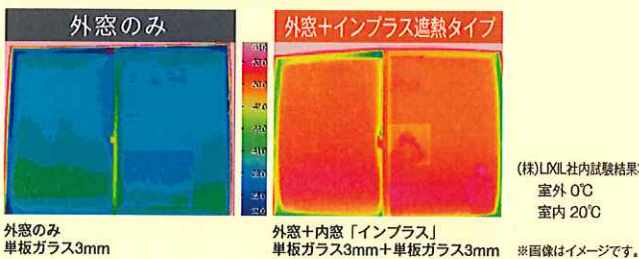 外窓のみ
外窓+インプラス遮熱タイプ
(株)LIXIL社内試験結果
室外 0℃
室内 20℃
外窓のみ
単板ガラス3mm
外窓+内窓「インプラス」
単板ガラス3mm+単板ガラス3mm
※画像はイメージです。